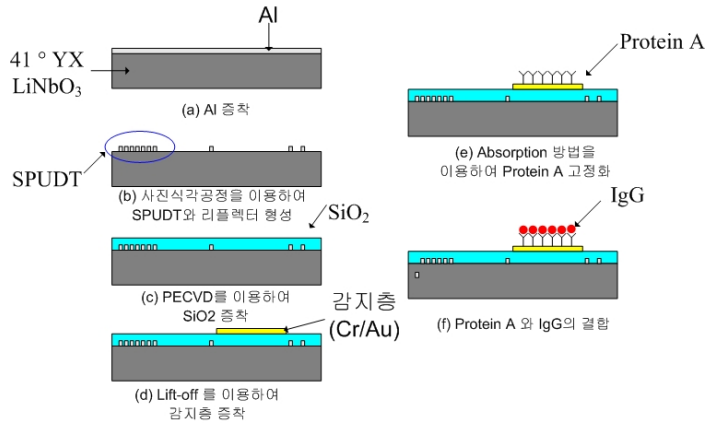 Al
41 ° YX
LiNbO3
(a) Al 증착
SPUDT
(b) 사진식각공정을 이용하여
SPUDT와 리플렉터 형성
SiO2
(c) PECVD를 이용하여
SiO2 증착
감지층
(Cr/Au)
(d) Lift-off 를 이용하여
감지층 증착
Protein A
(e) Absorption 방법을
이용하여 Protein A 고정화
IgG
(f) Protein A 와 IgG의 결합